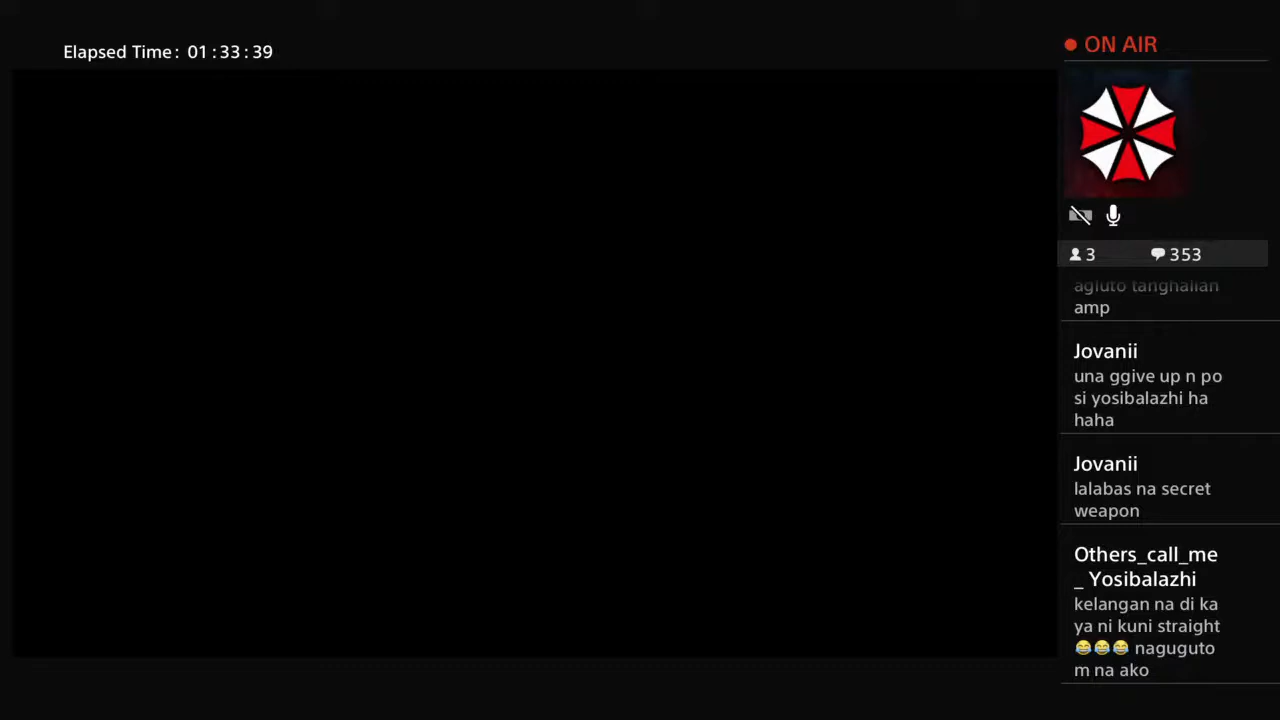 Elapsed Time: 01:33:39
ON AIR
3 353
agluto tanghalian
amp
Jovanii
una ggive up n po
si yosibalazhi ha
haha
Jovanii
lalabas na secret
weapon
Others_call_me
_ Yosibalazhi
kelangan na di ka
ya ni kuni straight
😂😂😂 naguguto
m na ako